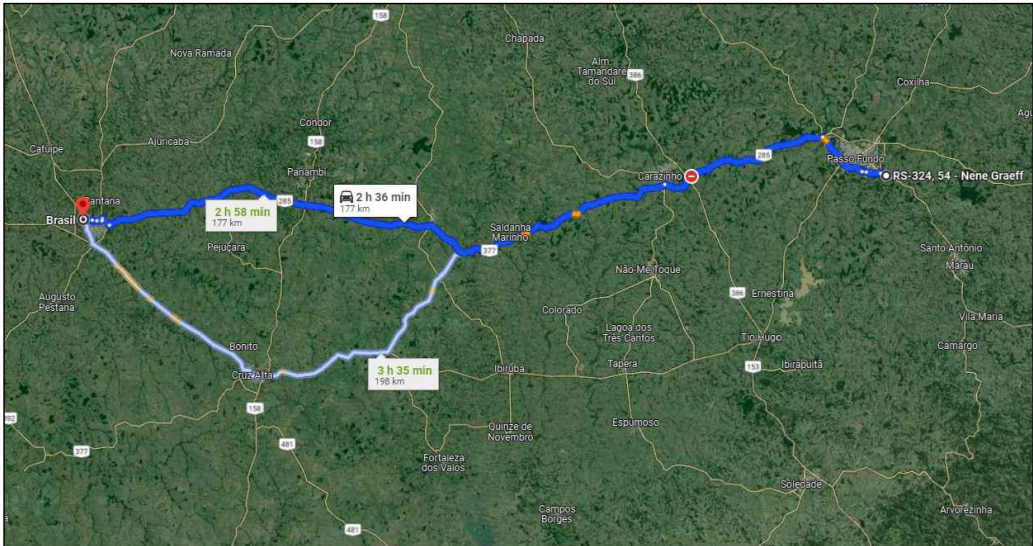 158
Nova Ramada
Chapada
Alm.
Tamandaré
do Sul
386
Coxilha
Condor
Ajuricaba
158
Catuípe
Panambi
285
Passo Fundo
Carazinho
RS-324, 54 - Nene Graeff
Santana
2 h 36 min
177 km
285
Brasil
2 h 58 min
177 km
Saldanha
Marinho
377
Pejuçara
Santo Antônio
Marau
Não-Me-Toque
Augusto
Pestana
386
Ernestina
Colorado
Vila Maria
Lagoa dos
Três Cantos
Tio Hugo
Bonito
Camargo
3 h 35 min
198 km
Cruz Alta
Ibirubá
Tapera
153
Ibirapuitã
158
Espumoso
Quinze de
Novembro
377
481
Fortaleza
dos Valos
Soledade
Campos
Borges
Arvorezinha
481